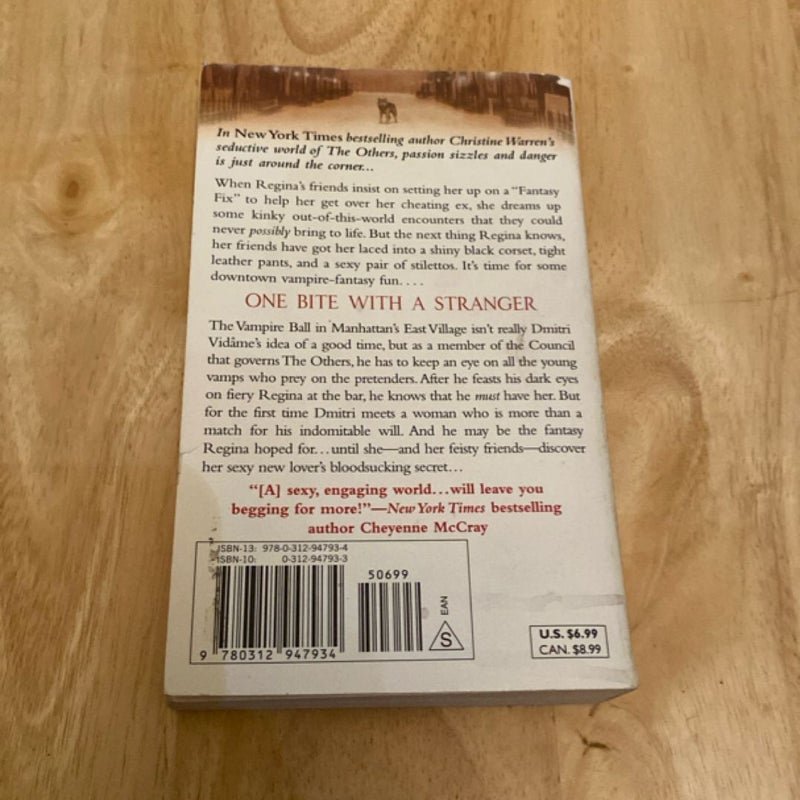 In New York Times bestselling author Christine Warren's
seductive world of The Others, passion sizzles and danger
is just around the corner...
When Regina's friends insist on setting her up on a "Fantasy
Fix" to help her get over her cheating ex, she dreams up
some kinky out-of-this-world encounters that they could
never possibly bring to life. But the next thing Regina knows,
her friends have got her laced into a shiny black corset, tight
leather pants, and a sexy pair of stilettos. It's time for some
downtown vampire-fantasy fun. . . .
ONE BITE WITH A STRANGER
The Vampire Ball in Manhattan's East Village isn't really Dmitri
Vidâme's idea of a good time, but as a member of the Council
that governs The Others, he has to keep an eye on all the young
vamps who prey on the pretenders. After he feasts his dark eyes
on fiery Regina at the bar, he knows that he must have her. But
for the first time Dmitri meets a woman who is more than a
match for his indomitable will. And he may be the fantasy
Regina hoped for...until she—and her feisty friends—discover
her sexy new lover's bloodsucking secret...
"[A] sexy, engaging world...will leave you
begging for more!"—New York Times bestselling
author Cheyenne McCray
ISBN-13: 978-0-312-94793-4
ISBN-10: 0-312-94793-3
50699
EAN
S
9 780312 947934
U.S. $6.99
CAN. $8.99